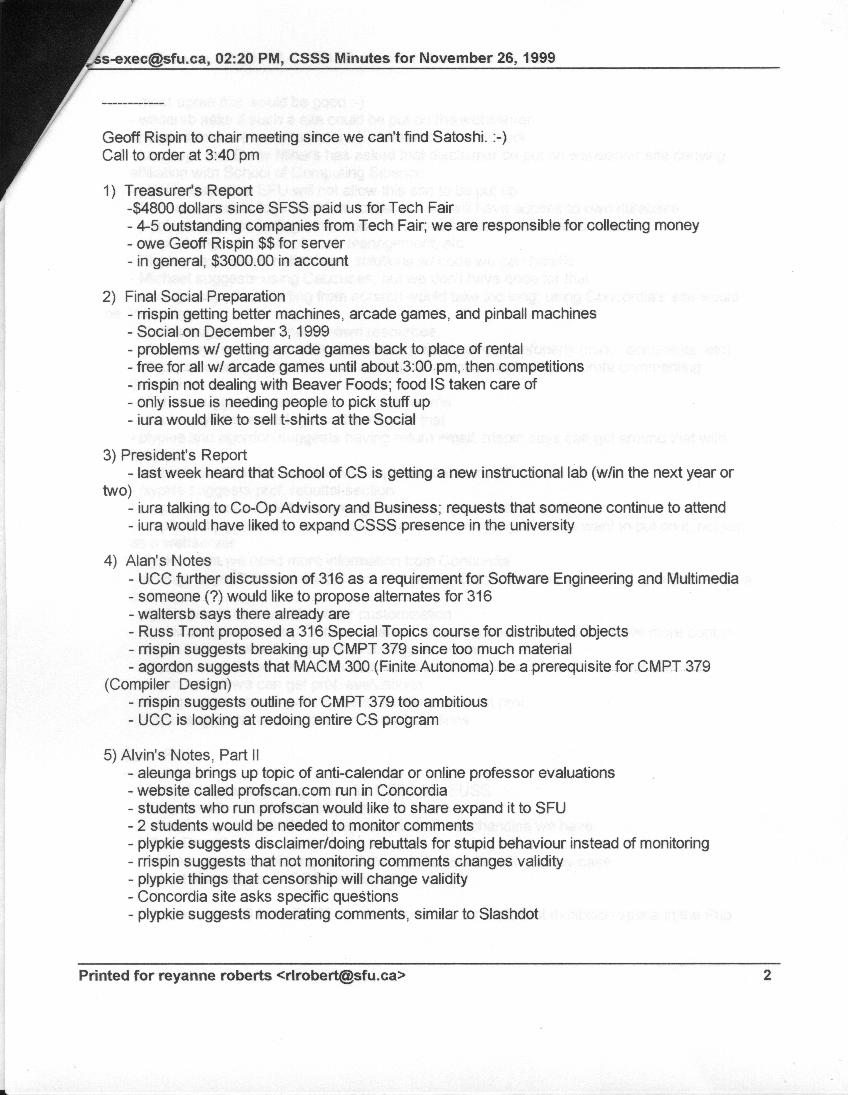 ss-exec@sfu.ca, 02:20 PM, CSSS Minutes for November 26, 1999
------------
Geoff Rispin to chair meeting since we can't find Satoshi. :-)
Call to order at 3:40 pm
1) Treasurer's Report
-$4800 dollars since SFSS paid us for Tech Fair
- 4-5 outstanding companies from Tech Fair; we are responsible for collecting money
- owe Geoff Rispin $$ for server
- in general, $3000.00 in account
2) Final Social Preparation
- rrispin getting better machines, arcade games, and pinball machines
- Social on December 3, 1999
- problems w/ getting arcade games back to place of rental
- free for all w/ arcade games until about 3:00 pm, then competitions
- rrispin not dealing with Beaver Foods; food IS taken care of
- only issue is needing people to pick stuff up
- iura would like to sell t-shirts at the Social
3) President's Report
- last week heard that School of CS is getting a new instructional lab (w/in the next year or
two)
- iura talking to Co-Op Advisory and Business; requests that someone continue to attend
- iura would have liked to expand CSSS presence in the university
4) Alan's Notes
- UCC further discussion of 316 as a requirement for Software Engineering and Multimedia
- someone (?) would like to propose alternates for 316
- waltersb says there already are
- Russ Tront proposed a 316 Special Topics course for distributed objects
- rrispin suggests breaking up CMPT 379 since too much material
- agordon suggests that MACM 300 (Finite Autonoma) be a prerequisite for CMPT 379
(Compiler Design)
- rrispin suggests outline for CMPT 379 too ambitious
- UCC is looking at redoing entire CS program
5) Alvin's Notes, Part II
- aleunga brings up topic of anti-calendar or online professor evaluations
- website called profscan.com run in Concordia
- students who run profscan would like to share expand it to SFU
- 2 students would be needed to monitor comments
- plypkie suggests disclaimer/doing rebuttals for stupid behaviour instead of monitoring
- rrispin suggests that not monitoring comments changes validity
- plypkie things that censorship will change validity
- Concordia site asks specific questions
- plypkie suggests moderating comments, similar to Slashdot
Printed for reyanne roberts <rlrobert@sfu.ca>
2